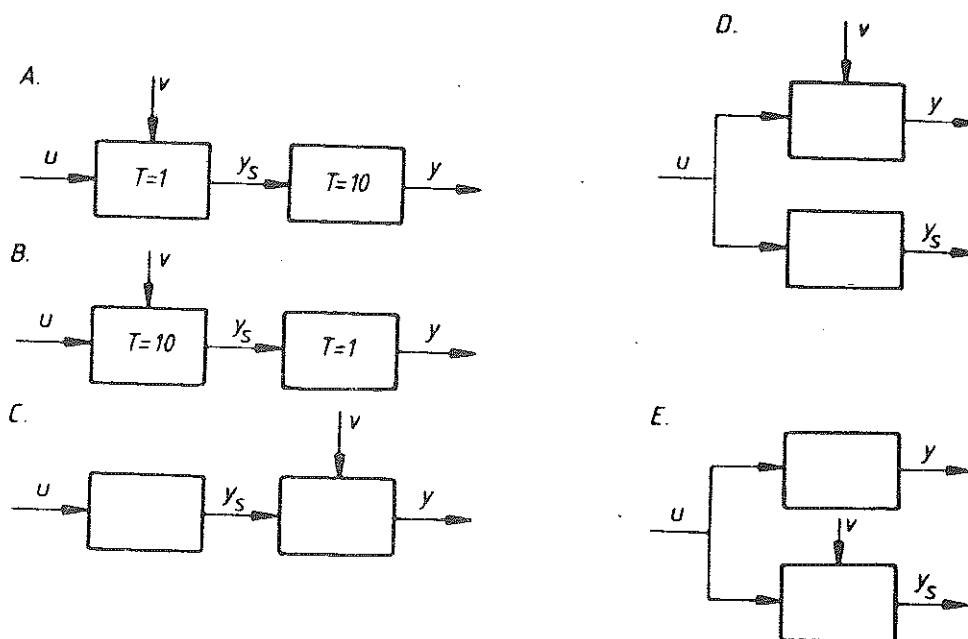 A.
v
u
T=1
y_s
T=10
y
B.
v
u
T=10
y_s
T=1
y
C.
v
u
y_s
y
D.
v
y
u
y_s
E.
y
u
v
y_s